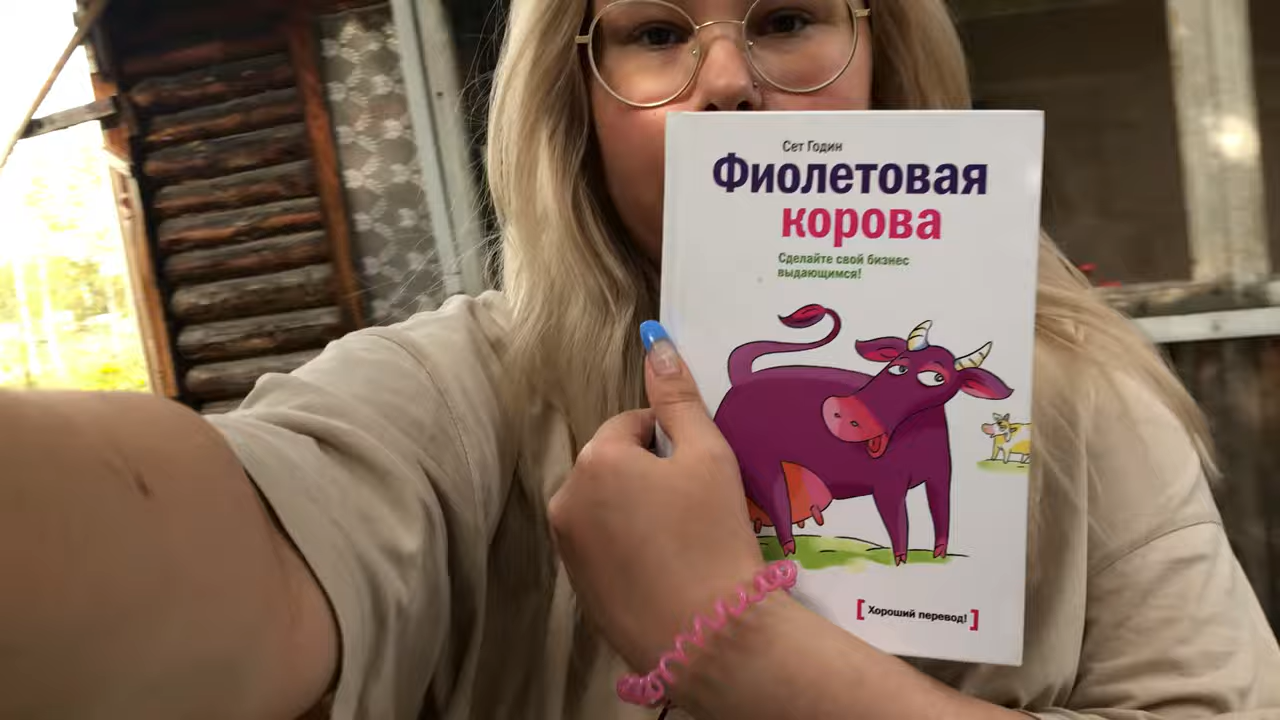 Сет Годин
Фиолетовая
корова
Сделайте свой бизнес
выдающимся!
[ Хороший перевод! ]